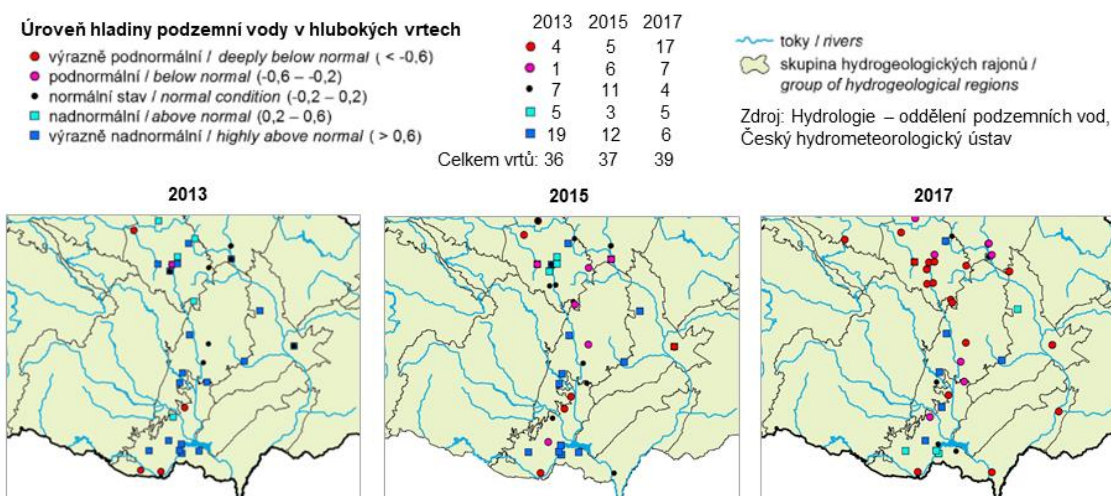 Úroveň hladiny podzemní vody v hlubokých vrtech
výrazně podnormální / deeply below normal ( < -0,6)
podnormální / below normal (-0,6 – -0,2)
normální stav / normal condition (-0,2 – 0,2)
nadnormální / above normal (0,2 – 0,6)
výrazně nadnormální / highly above normal ( > 0,6)
2013 2015 2017
4 5 17
1 6 7
7 11 4
5 3 5
19 12 6
Celkem vrtů: 36 37 39
toky / rivers
skupina hydrogeologických rajonů /
group of hydrogeological regions
Zdroj: Hydrologie – oddělení podzemních vod,
Český hydrometeorologický ústav
2013
2015
2017